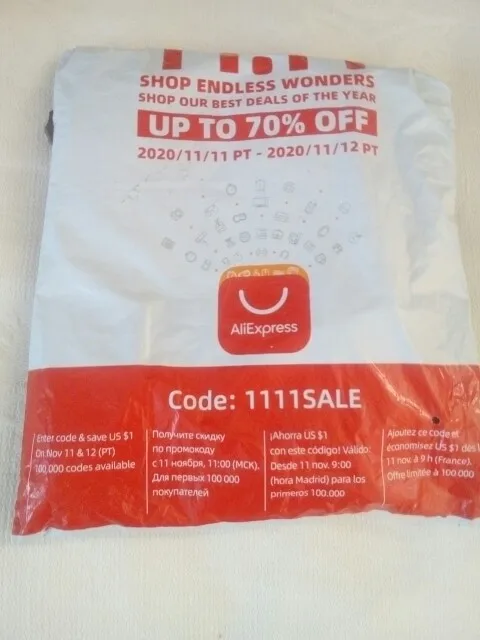 SHOP ENDLESS WONDERS
SHOP OUR BEST DEALS OF THE YEAR
UP TO 70% OFF
2020/11/11 PT - 2020/11/12 PT
AliExpress
Code: 1111SALE
Enter code & save US $1
On Nov 11 & 12 (PT)
100,000 codes available
Получите скидку
по промокоду
с 11 ноября, 11:00 (МСК).
Для первых 100 000
покупателей
¡Ahorra US $1
con este código! Válido:
Desde 11 nov. 9:00
(hora Madrid) para los
primeros 100.000
Ajoutez ce code et
économisez US $1 dès
11 nov. à 9 h (France).
Offre limitée à 100 000